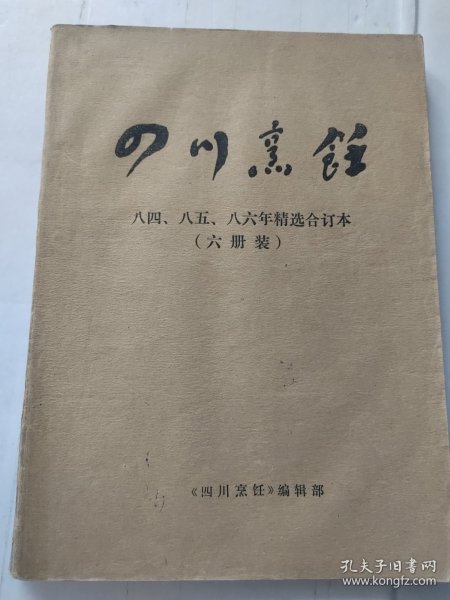 四川烹饪
八四、八五、八六年精选合订本
（六册装）
《四川烹饪》编辑部
孔夫子旧书网
www.kongfz.com